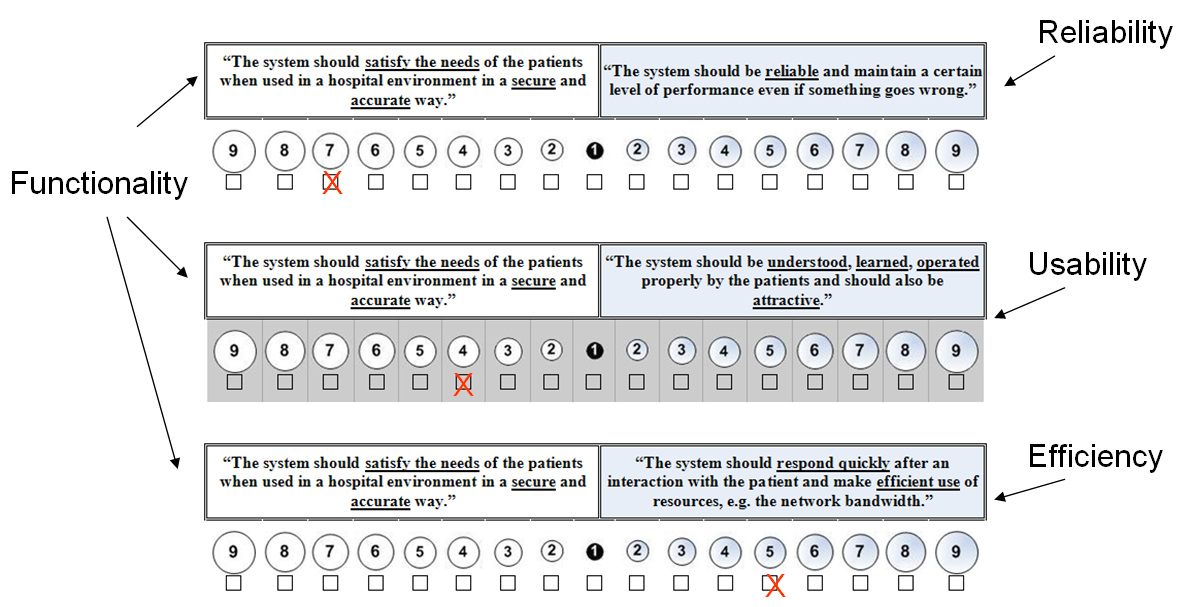 Reliability
“The system should satisfy the needs of the patients
when used in a hospital environment in a secure and
accurate way.”
“The system should be reliable and maintain a certain
level of performance even if something goes wrong.”
9 8 7 6 5 4 3 2 1 2 3 4 5 6 7 8 9
X
Functionality
“The system should satisfy the needs of the patients
when used in a hospital environment in a secure and
accurate way.”
“The system should be understood, learned, operated
properly by the patients and should also be
attractive.”
Usability
9 8 7 6 5 4 3 2 1 2 3 4 5 6 7 8 9
X
“The system should satisfy the needs of the patients
when used in a hospital environment in a secure and
accurate way.”
“The system should respond quickly after an
interaction with the patient and make efficient use of
resources, e.g. the network bandwidth.”
Efficiency
9 8 7 6 5 4 3 2 1 2 3 4 5 6 7 8 9
X